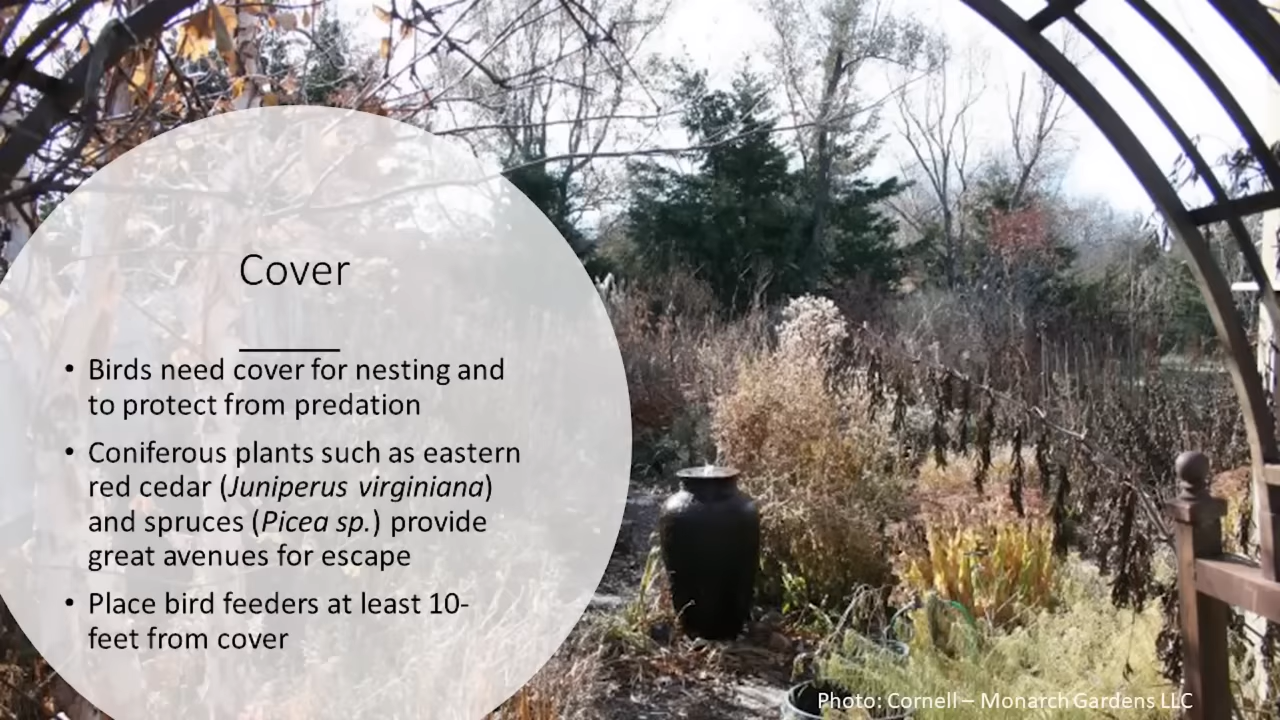 Cover
• Birds need cover for nesting and
to protect from predation
• Coniferous plants such as eastern
red cedar (Juniperus virginiana)
and spruces (Picea sp.) provide
great avenues for escape
• Place bird feeders at least 10-
feet from cover
Photo: Cornell – Monarch Gardens LLC